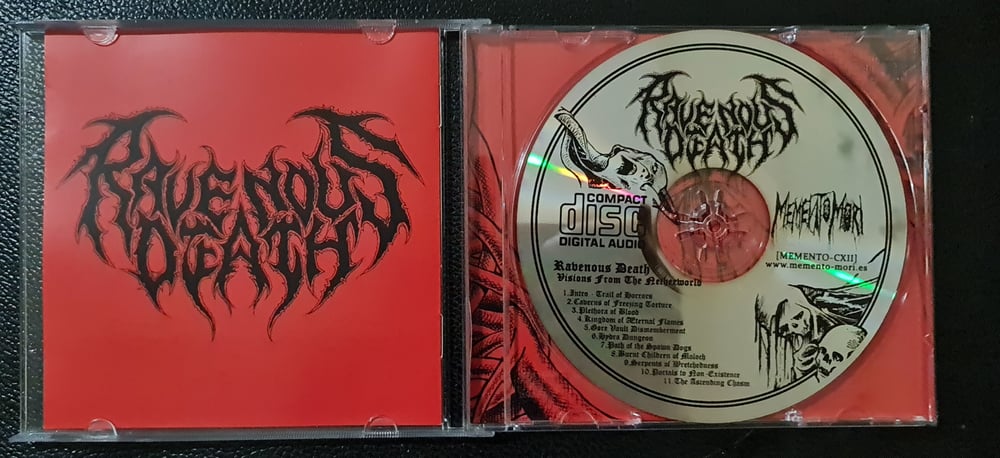 RAVENOUS
DEATH
RAVENOUS
DEATH
COMPACT
disc
DIGITAL AUDIO
MEMENTO MORI
[MEMENTO-CXII]
www.memento-mori.es
Ravenous Death
Visions From The Netherworld
1.Intro - Trail of Horrors
2.Caverns of Freezing Torture
3.Plethora of Blood
4.Kingdom of Æternal Flames
5.Gore Vault Dismemberment
6.Hydra Dungeon
7.Path of the Spawn Dogs
8.Burnt Children of Moloch
9.Serpents of Wretchedness
10.Portals to Non-Existence
11.The Ascending Chasm